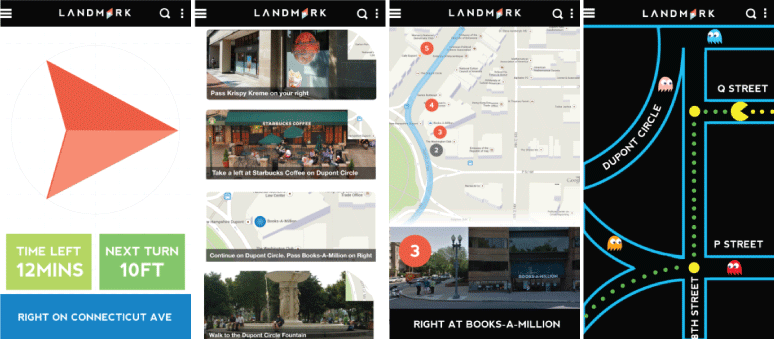 LANDMARK
TIME LEFT
12MINS
NEXT TURN
10FT
RIGHT ON CONNECTICUT AVE
LANDMARK
Pass Krispy Kreme on your right
STARBUCKS COFFEE
Take a left at Starbucks Coffee on Dupont Circle
Books-A-Million
Continue on Dupont Circle. Pass Books-A-Million on Right
Walk to the Dupont Circle Fountain
LANDMARK
5
4
3
2
3
BOOKS-A-MILLION
RIGHT AT BOOKS-A-MILLION
LANDMARK
Q STREET
DUPONT CIRCLE
P STREET
8TH STREET